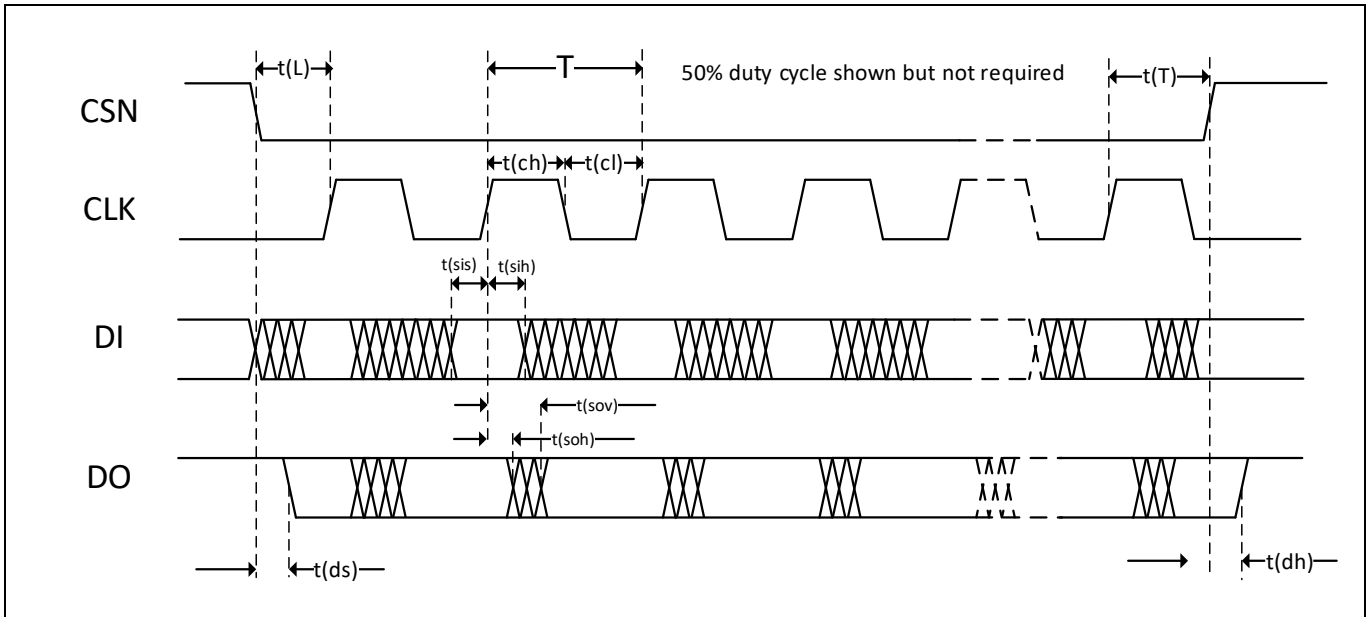 t(L)
T
50% duty cycle shown but not required
t(T)
CSN
t(ch)
t(cl)
CLK
t(sis)
t(sih)
DI
t(sov)
t(soh)
DO
t(ds)
t(dh)